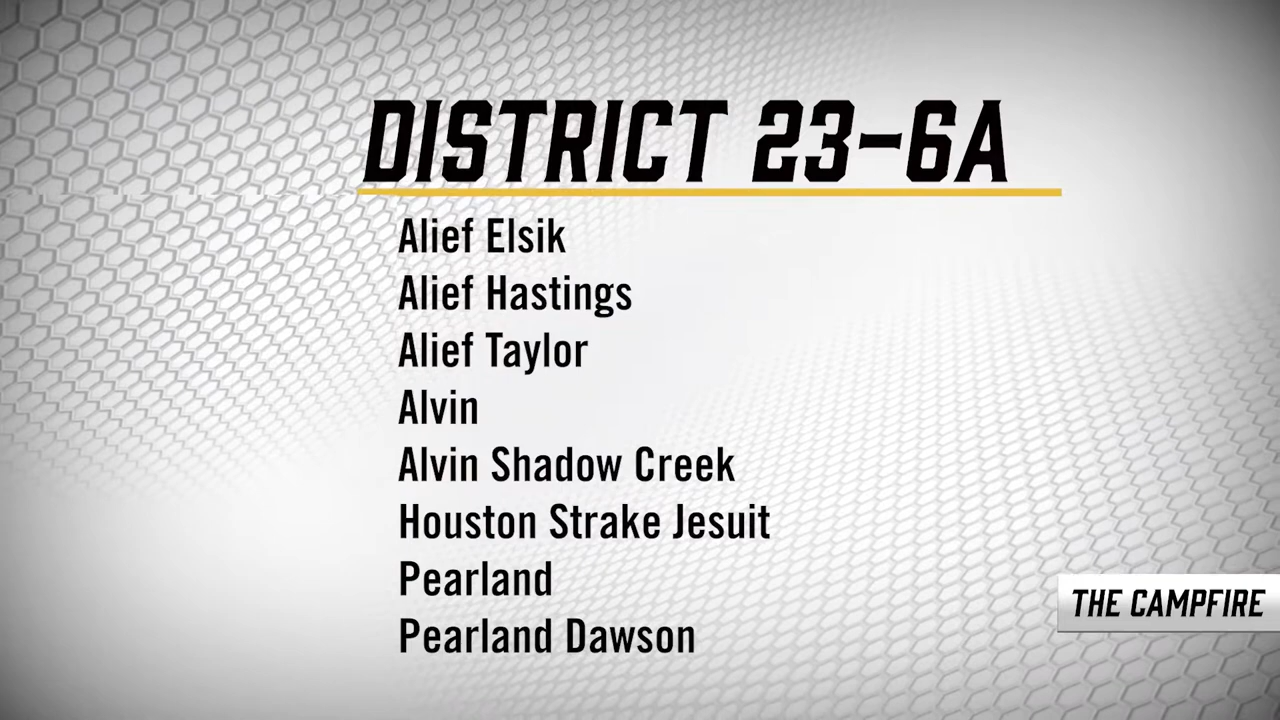 DISTRICT 23-6A
Alief Elsik
Alief Hastings
Alief Taylor
Alvin
Alvin Shadow Creek
Houston Strake Jesuit
Pearland
Pearland Dawson
THE CAMPFIRE